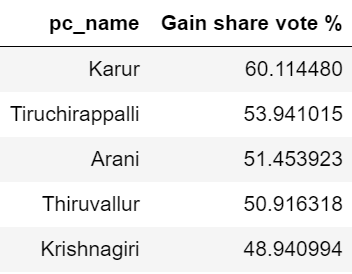 pc_name Gain share vote %
Karur 60.114480
Tiruchirappalli 53.941015
Arani 51.453923
Thiruvallur 50.916318
Krishnagiri 48.940994